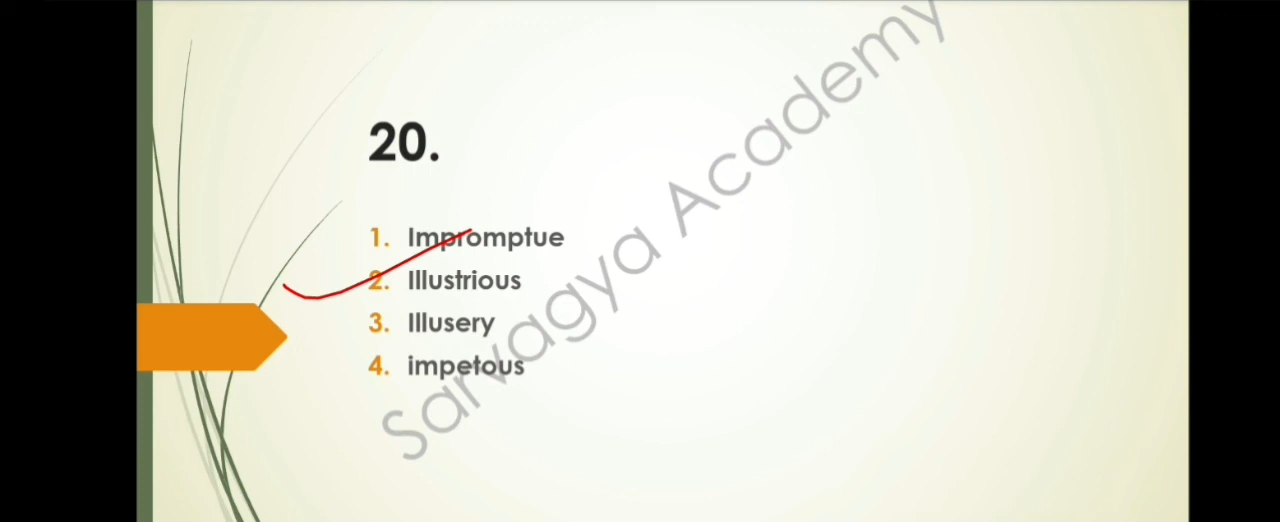 20.
1. Impromptue
2. Illustrious
3. Illusery
4. impetous
Sarvagya Academy